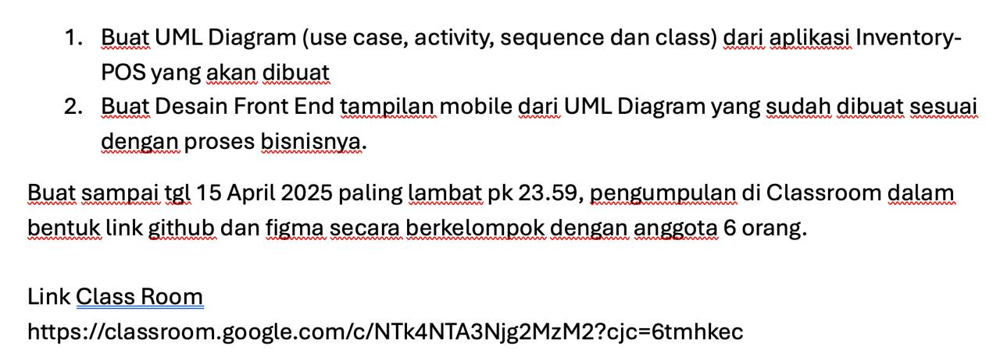 1. Buat UML Diagram (use case, activity, sequence dan class) dari aplikasi Inventory-
POS yang akan dibuat
2. Buat Desain Front End tampilan mobile dari UML Diagram yang sudah dibuat sesuai
dengan proses bisnisnya.
Buat sampai tgl 15 April 2025 paling lambat pk 23.59, pengumpulan di Classroom dalam
bentuk link github dan figma secara berkelompok dengan anggota 6 orang.
Link Class Room
https://classroom.google.com/c/NTk4NTA3Njg2MzM2?cjc=6tmhkec